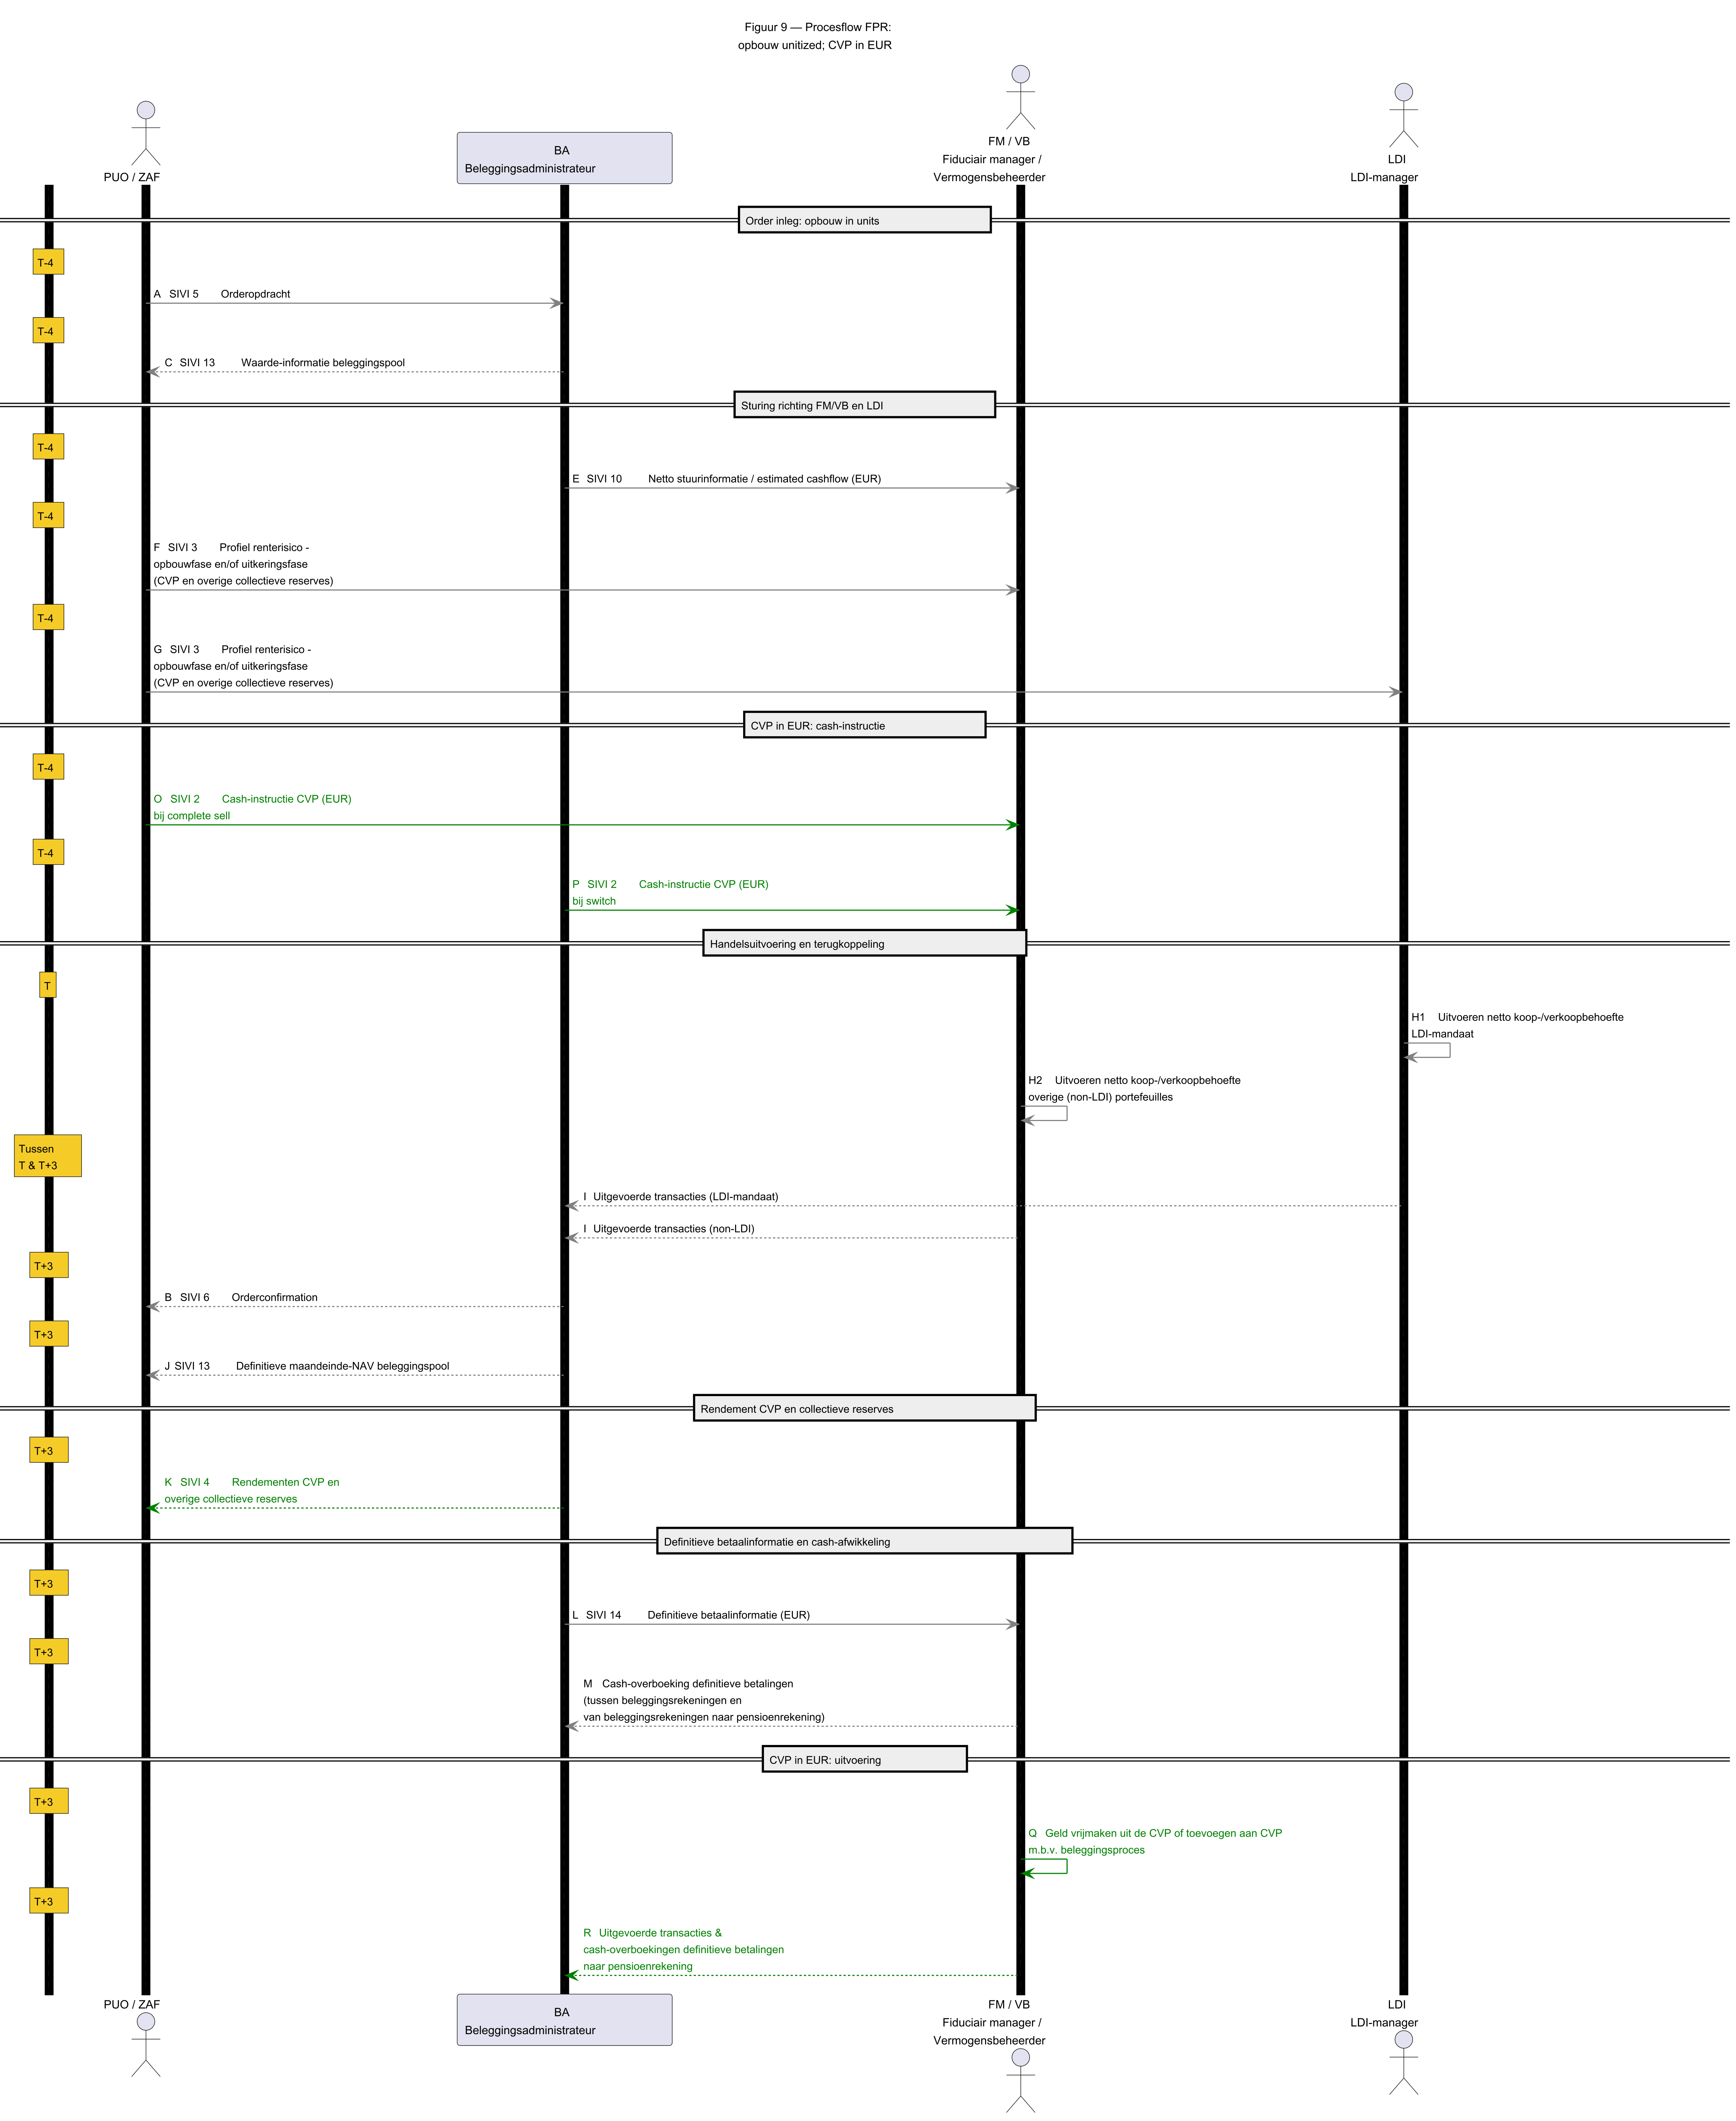 Figuur 9 — Procesflow FPR:
opbouw unitized; CVP in EUR
PUO / ZAF
BA
Beleggingsadministrateur
FM / VB
Fiduciair manager /
Vermogensbeheerder
LDI
LDI-manager
Order inleg: opbouw in units
T-4
A SIVI 5 Orderopdracht
T-4
C SIVI 13 Waarde-informatie beleggingspool
Sturing richting FM/VB en LDI
T-4
E SIVI 10 Netto stuurinformatie / estimated cashflow (EUR)
T-4
F SIVI 3 Profiel renterisico -
opbouwfase en/of uitkeringsfase
(CVP en overige collectieve reserves)
T-4
G SIVI 3 Profiel renterisico -
opbouwfase en/of uitkeringsfase
(CVP en overige collectieve reserves)
CVP in EUR: cash-instructie
T-4
O SIVI 2 Cash-instructie CVP (EUR)
bij complete sell
T-4
P SIVI 2 Cash-instructie CVP (EUR)
bij switch
Handelsuitvoering en terugkoppeling
T
H1 Uitvoeren netto koop-/verkoopbehoefte
LDI-mandaat
H2 Uitvoeren netto koop-/verkoopbehoefte
overige (non-LDI) portefeuilles
Tussen
T & T+3
I Uitgevoerde transacties (LDI-mandaat)
I Uitgevoerde transacties (non-LDI)
T+3
B SIVI 6 Orderconfirmation
T+3
J SIVI 13 Definitieve maandeinde-NAV beleggingspool
Rendement CVP en collectieve reserves
T+3
K SIVI 4 Rendementen CVP en
overige collectieve reserves
Definitieve betaalinformatie en cash-afwikkeling
T+3
L SIVI 14 Definitieve betaalinformatie (EUR)
T+3
M Cash-overboeking definitieve betalingen
(tussen beleggingsrekeningen en
van beleggingsrekeningen naar pensioenrekening)
CVP in EUR: uitvoering
T+3
Q Geld vrijmaken uit de CVP of toevoegen aan CVP
m.b.v. beleggingsproces
T+3
R Uitgevoerde transacties &
cash-overboekingen definitieve betalingen
naar pensioenrekening
PUO / ZAF
BA
Beleggingsadministrateur
FM / VB
Fiduciair manager /
Vermogensbeheerder
LDI
LDI-manager